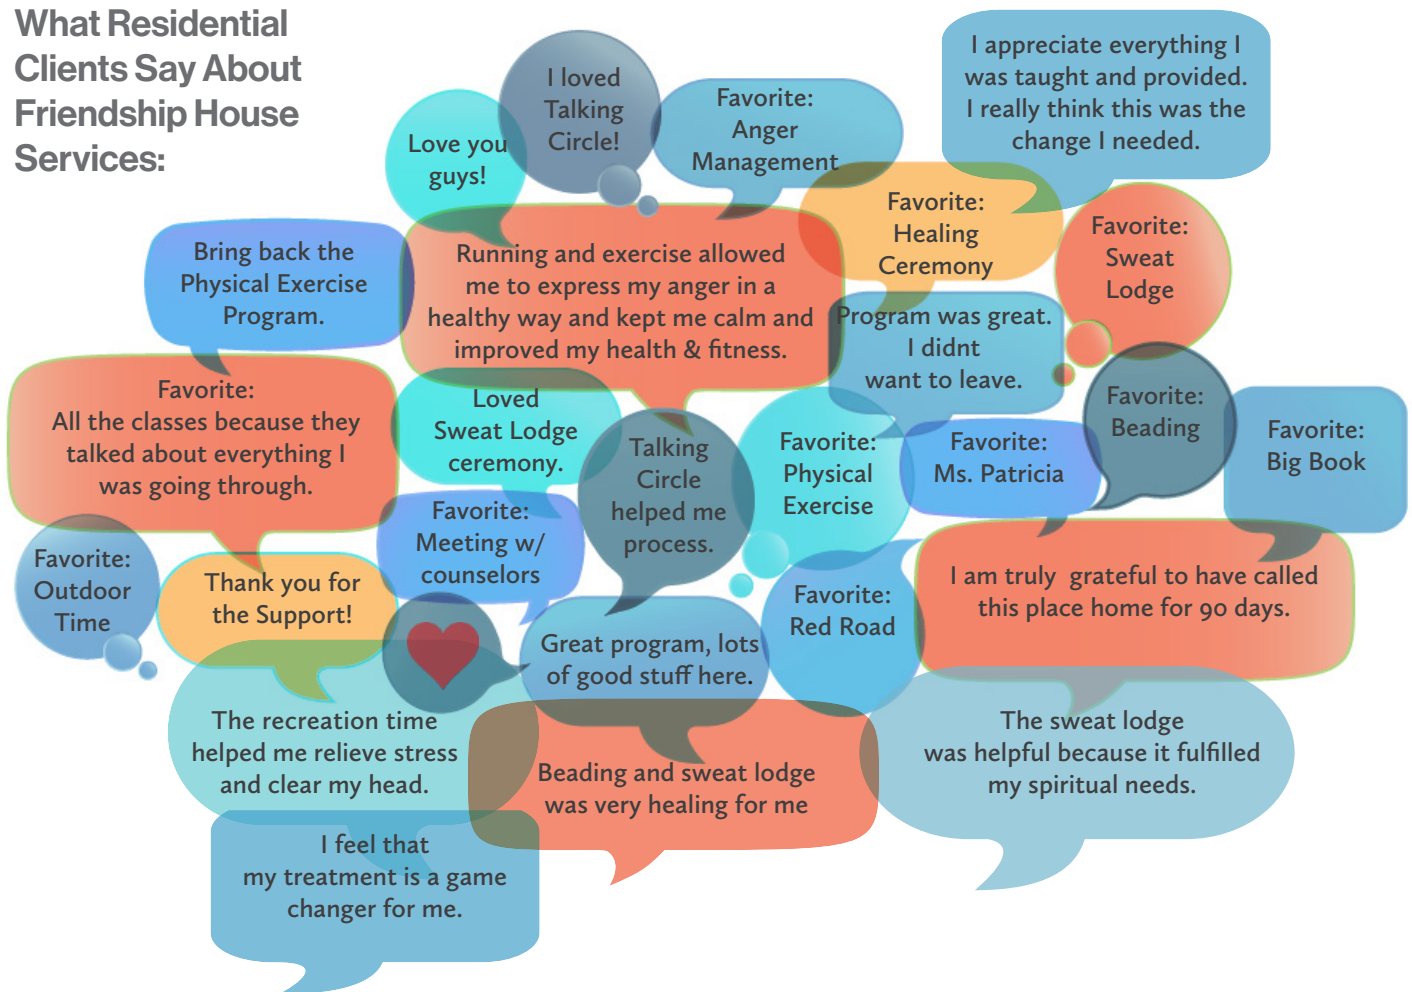 What Residential
Clients Say About
Friendship House
Services:
Love you
guys!
I loved
Talking
Circle!
Favorite:
Anger
Management
I appreciate everything I
was taught and provided.
I really think this was the
change I needed.
Bring back the
Physical Exercise
Program.
Running and exercise allowed
me to express my anger in a
healthy way and kept me calm and
improved my health & fitness.
Favorite:
Healing
Ceremony
Favorite:
Sweat
Lodge
Program was great.
I didnt
want to leave.
Favorite:
All the classes because they
talked about everything I
was going through.
Loved
Sweat Lodge
ceremony.
Talking
Circle
helped me
process.
Favorite:
Physical
Exercise
Favorite:
Ms. Patricia
Favorite:
Beading
Favorite:
Big Book
Favorite:
Outdoor
Time
Thank you for
the Support!
Favorite:
Meeting w/
counselors
Great program, lots
of good stuff here.
Favorite:
Red Road
I am truly  grateful to have called
this place home for 90 days.
The recreation time
helped me relieve stress
and clear my head.
Beading and sweat lodge
was very healing for me
The sweat lodge
was helpful because it fulfilled
my spiritual needs.
I feel that
my treatment is a game
changer for me.